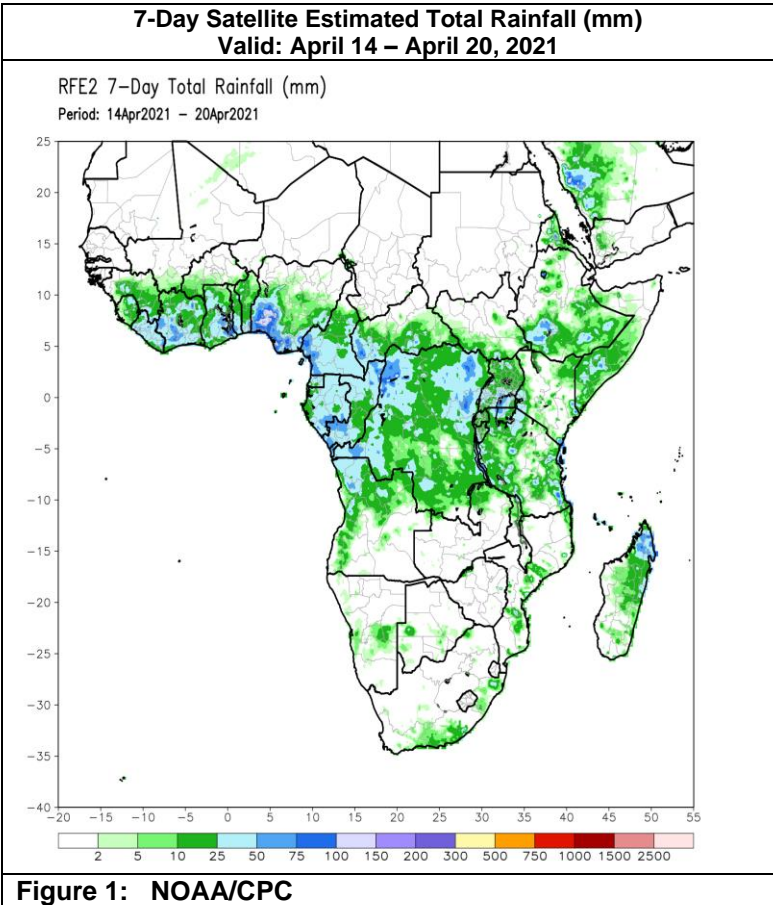 7-Day Satellite Estimated Total Rainfall (mm)
Valid: April 14 – April 20, 2021
RFE2 7-Day Total Rainfall (mm)
Period: 14Apr2021 – 20Apr2021
25
20
15
10
5
0
-5
-10
-15
-20
-25
-30
-35
-40
-20 -15 -10 -5 0 5 10 15 20 25 30 35 40 45 50 55
2 5 10 25 50 75 100 150 200 300 500 750 1000 1500 2500
Figure 1: NOAA/CPC